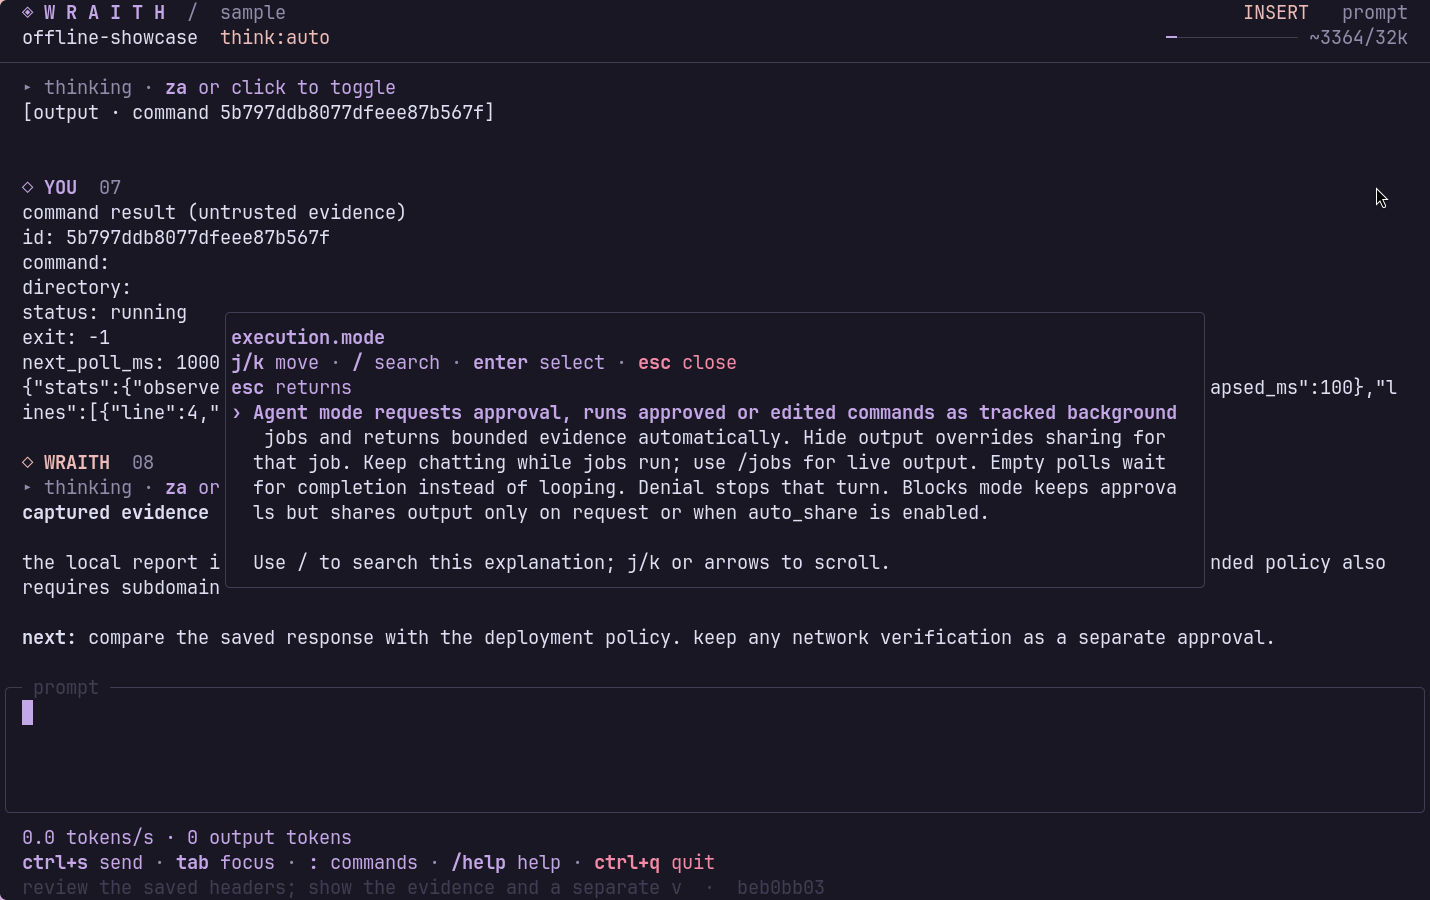 ◈ W R A I T H / sample INSERT prompt
offline-showcase think:auto ~3364/32k
▸ thinking · za or click to toggle
[output · command 5b797ddb8077dfeee87b567f]
◇ YOU 07
command result (untrusted evidence)
id: 5b797ddb8077dfeee87b567f
command:
directory:
status: running
exit: -1
next_poll_ms: 1000
{"stats":{"observe apsed_ms":100},"l
ines":[{"line":4,"
execution.mode
j/k move · / search · enter select · esc close
esc returns
› Agent mode requests approval, runs approved or edited commands as tracked background
jobs and returns bounded evidence automatically. Hide output overrides sharing for
that job. Keep chatting while jobs run; use /jobs for live output. Empty polls wait
for completion instead of looping. Denial stops that turn. Blocks mode keeps approva
ls but shares output only on request or when auto_share is enabled.
Use / to search this explanation; j/k or arrows to scroll.
◇ WRAITH 08
▸ thinking · za or
captured evidence
the local report i nded policy also
requires subdomain
next: compare the saved response with the deployment policy. keep any network verification as a separate approval.
prompt
0.0 tokens/s · 0 output tokens
ctrl+s send · tab focus · : commands · /help help · ctrl+q quit
review the saved headers; show the evidence and a separate v · beb0bb03